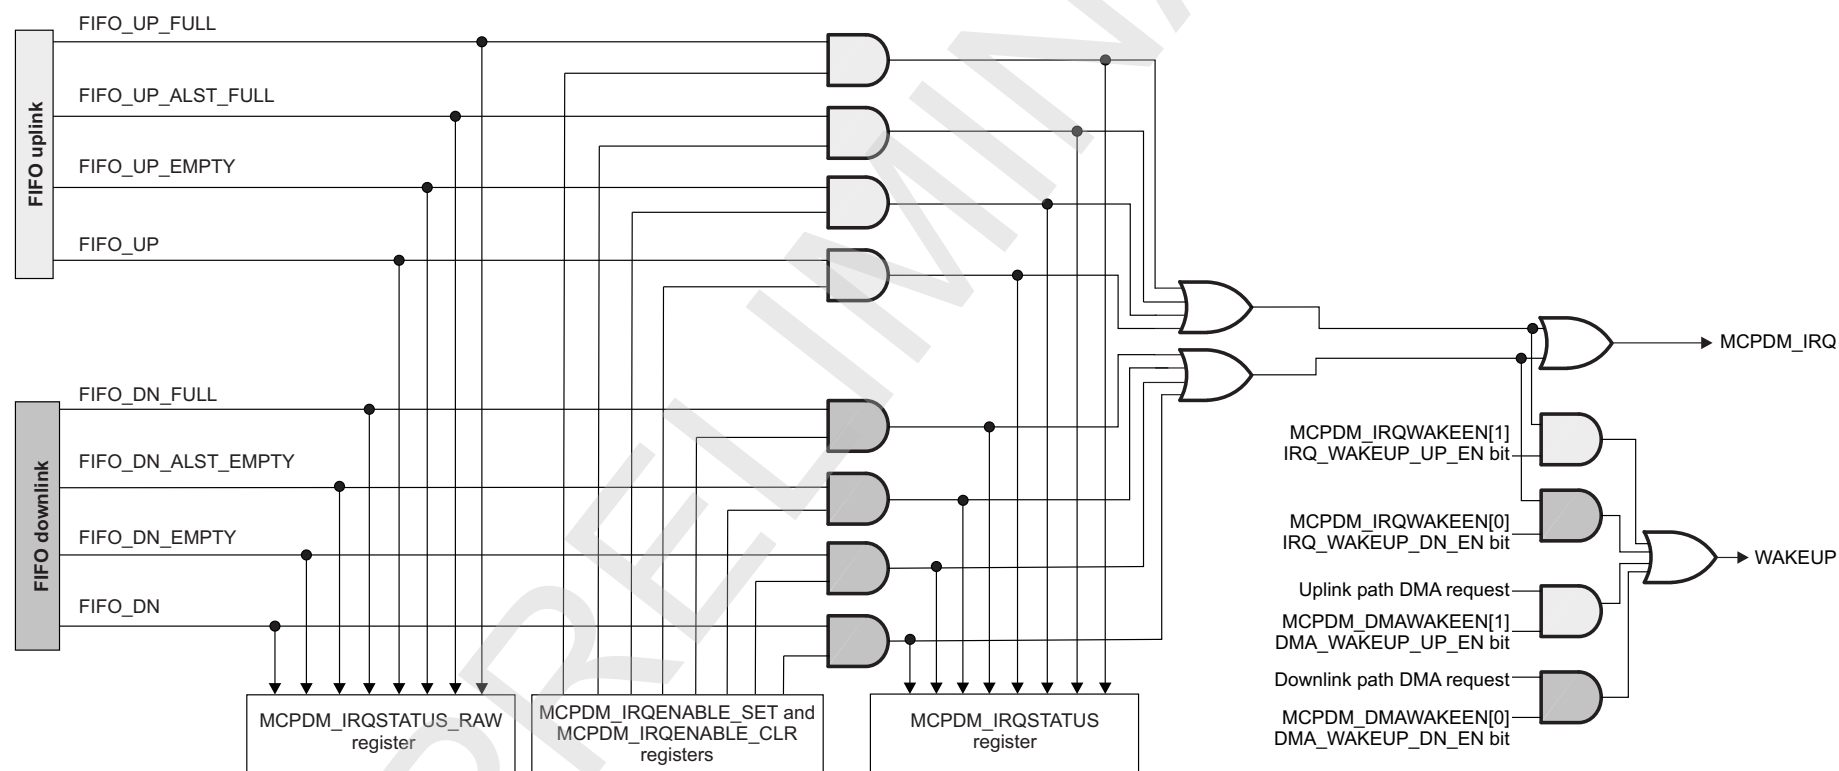 FIFO_UP_FULL
FIFO_UP_ALST_FULL
FIFO_UP_EMPTY
FIFO_UP
FIFO uplink
FIFO_DN_FULL
FIFO_DN_ALST_EMPTY
FIFO_DN_EMPTY
FIFO_DN
FIFO downlink
MCPDM_IRQSTATUS_RAW
register
MCPDM_IRQENABLE_SET and
MCPDM_IRQENABLE_CLR
registers
MCPDM_IRQSTATUS
register
MCPDM_IRQ
MCPDM_IRQWAKEEN[1]
IRQ_WAKEUP_UP_EN bit
MCPDM_IRQWAKEEN[0]
IRQ_WAKEUP_DN_EN bit
Uplink path DMA request
MCPDM_DMAWAKEEN[1]
DMA_WAKEUP_UP_EN bit
Downlink path DMA request
MCPDM_DMAWAKEEN[0]
DMA_WAKEUP_DN_EN bit
WAKEUP
PRELIMINA